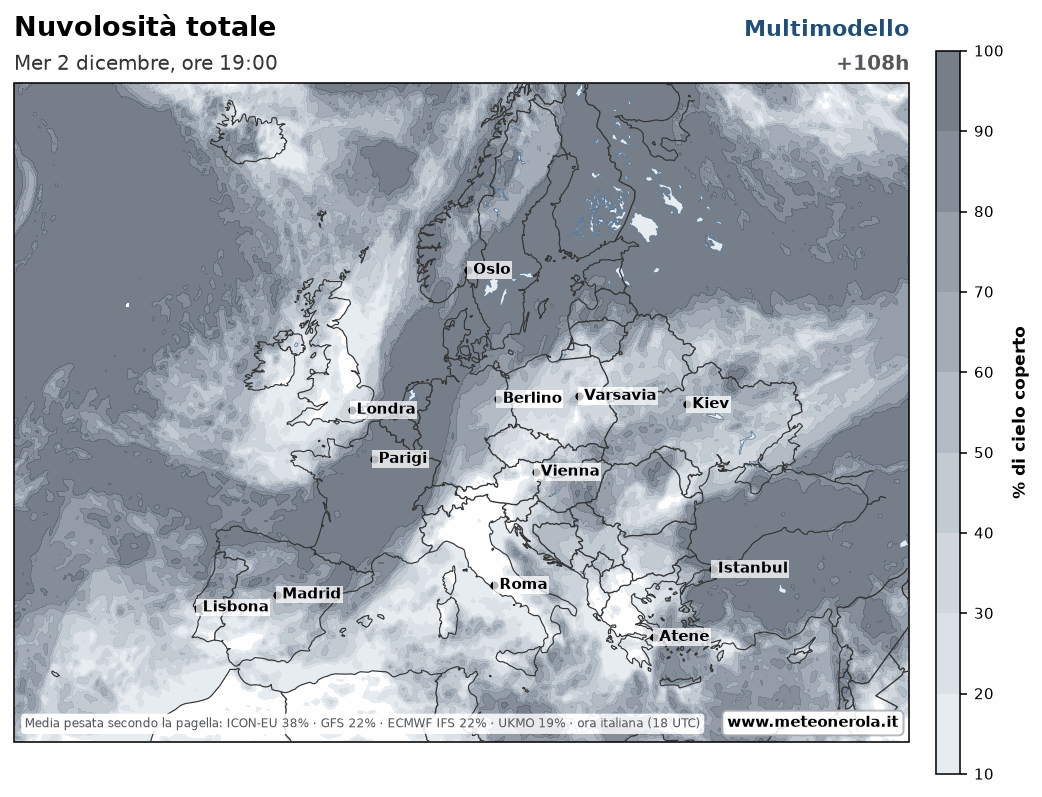 Nuvolosità totale
Multimodello
Mer 2 dicembre, ore 19:00
+108h
100
90
80
70
60
50
40
30
20
10
% di cielo coperto
Oslo
Londra
Berlino
Varsavia
Kiev
Parigi
Vienna
Istanbul
Roma
Madrid
Lisbona
Atene
Media pesata secondo la pagella: ICON-EU 38% · GFS 22% · ECMWF IFS 22% · UKMO 19% · ora italiana (18 UTC)
www.meteonerola.it